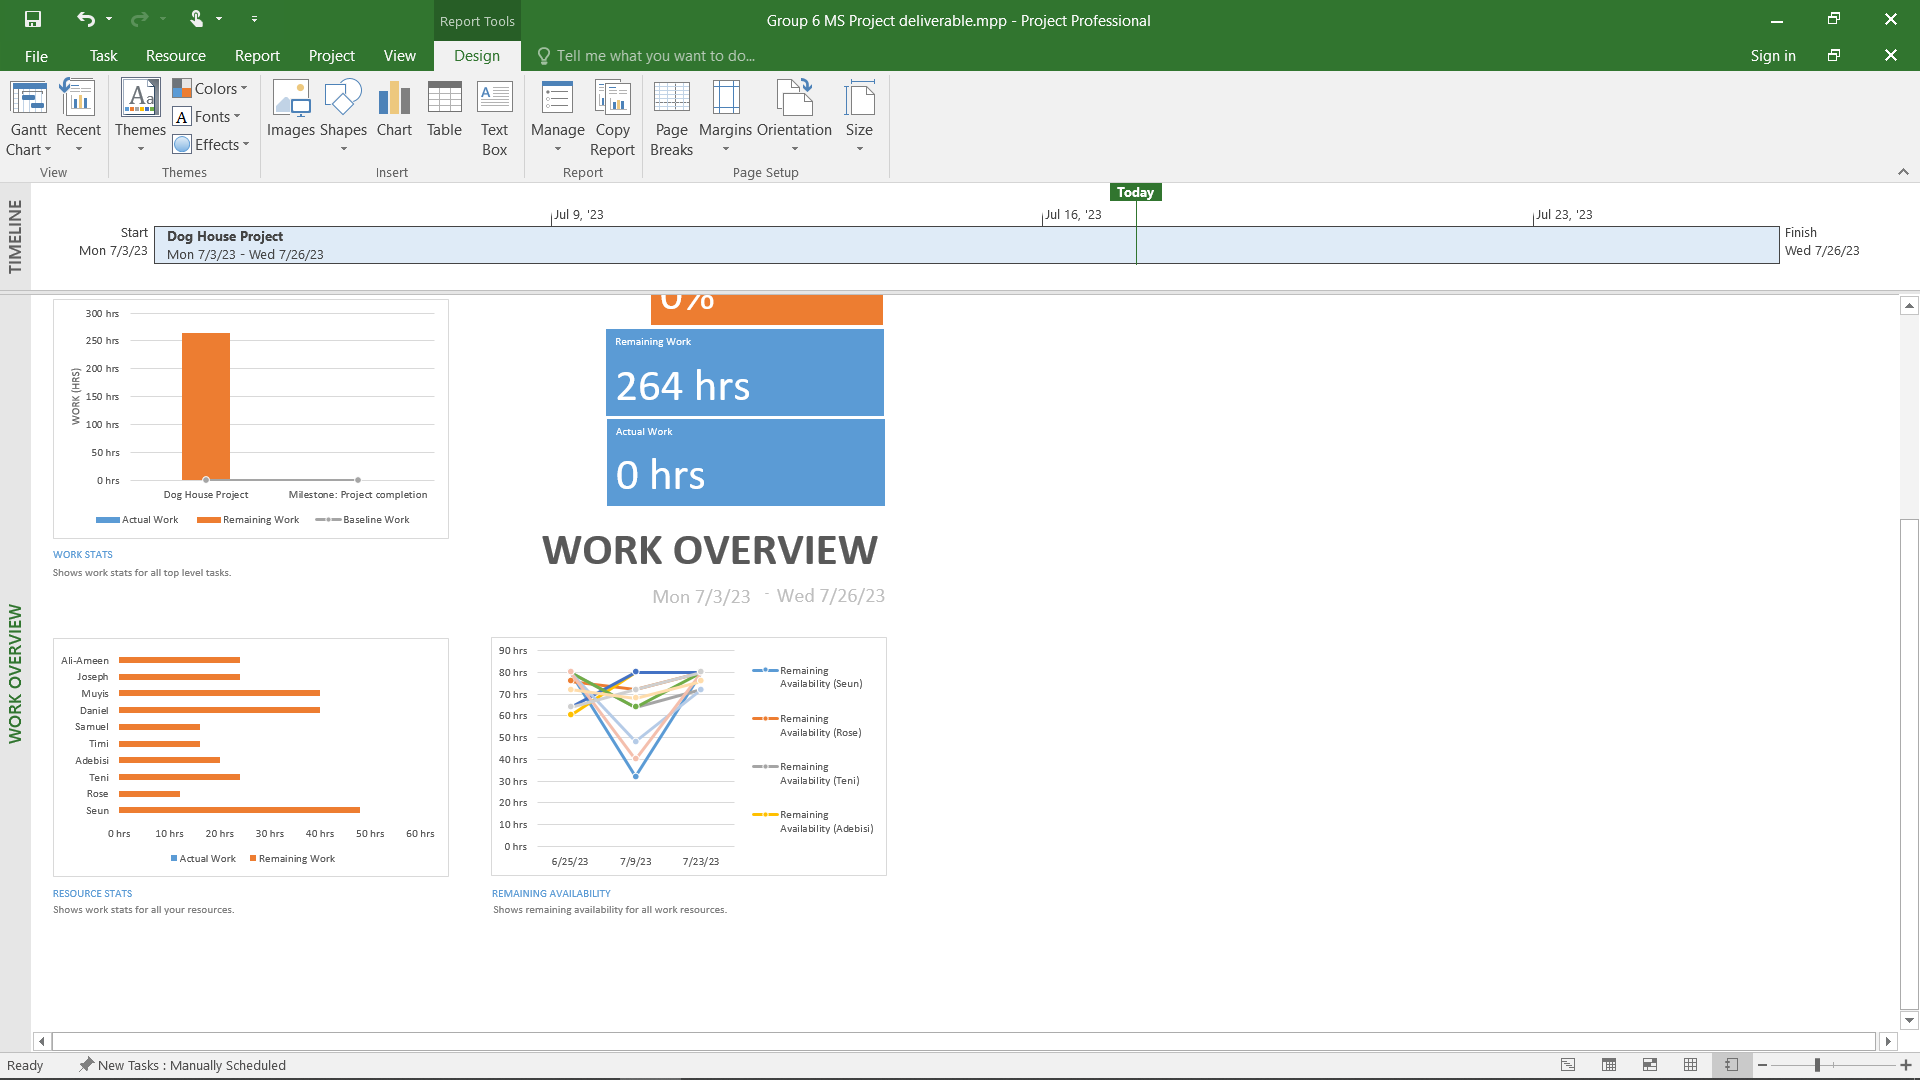 Report Tools
Group 6 MS Project deliverable.mpp - Project Professional
File Task Resource Report Project View Design Tell me what you want to do... Sign in
Gantt Chart Recent Themes Colors Fonts Effects Images Shapes Chart Table Text Box Manage Copy Report Page Breaks Margins Orientation Size
View Themes Insert Report Page Setup
TIMELINE
Today
Jul 9, '23 Jul 16, '23 Jul 23, '23
Start
Mon 7/3/23
Dog House Project
Mon 7/3/23 - Wed 7/26/23
Finish
Wed 7/26/23
WORK OVERVIEW
300 hrs
250 hrs
200 hrs
150 hrs
100 hrs
50 hrs
0 hrs
WORK (HRS)
Dog House Project Milestone: Project completion
Actual Work Remaining Work Baseline Work
WORK STATS
Shows work stats for all top level tasks.
0%
Remaining Work
264 hrs
Actual Work
0 hrs
WORK OVERVIEW
Mon 7/3/23 - Wed 7/26/23
Ali-Ameen
Joseph
Muyis
Daniel
Samuel
Timi
Adebisi
Teni
Rose
Seun
0 hrs 10 hrs 20 hrs 30 hrs 40 hrs 50 hrs 60 hrs
Actual Work Remaining Work
RESOURCE STATS
Shows work stats for all your resources.
90 hrs
80 hrs
70 hrs
60 hrs
50 hrs
40 hrs
30 hrs
20 hrs
10 hrs
0 hrs
6/25/23 7/9/23 7/23/23
Remaining
Availability (Seun)
Remaining
Availability (Rose)
Remaining
Availability (Teni)
Remaining
Availability (Adebisi)
REMAINING AVAILABILITY
Shows remaining availability for all work resources.
Ready New Tasks : Manually Scheduled